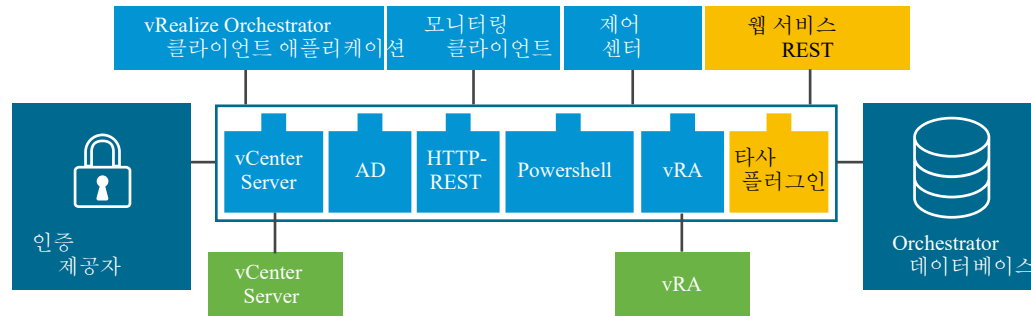 vRealize Orchestrator
클라이언트 애플리케이션
모니터링
클라이언트
제어
센터
웹 서비스
REST
인증
제공자
vCenter
Server
AD
HTTP-
REST
Powershell
vRA
타사
플러그인
Orchestrator
데이터베이스
vCenter
Server
vRA